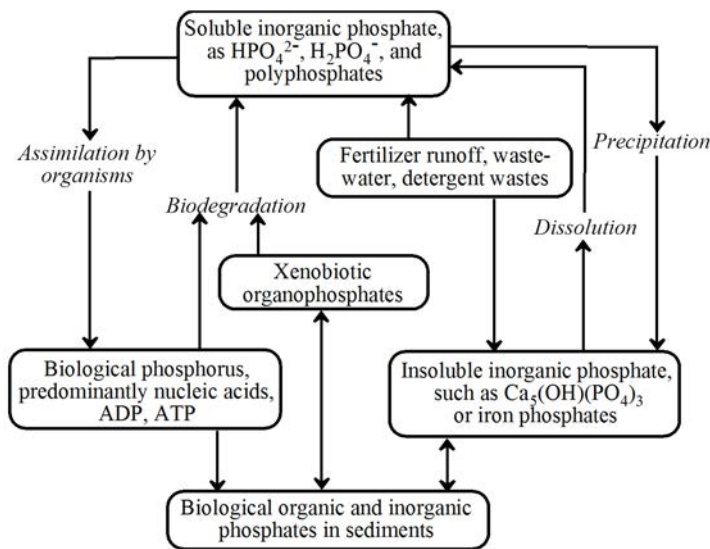 Soluble inorganic phosphate,
as HPO₄²⁻, H₂PO₄⁻, and
polyphosphates
Assimilation by
organisms
Precipitation
Fertilizer runoff, waste-
water, detergent wastes
Biodegradation
Dissolution
Xenobiotic
organophosphates
Biological phosphorus,
predominantly nucleic acids,
ADP, ATP
Insoluble inorganic phosphate,
such as Ca₅(OH)(PO₄)₃
or iron phosphates
Biological organic and inorganic
phosphates in sediments